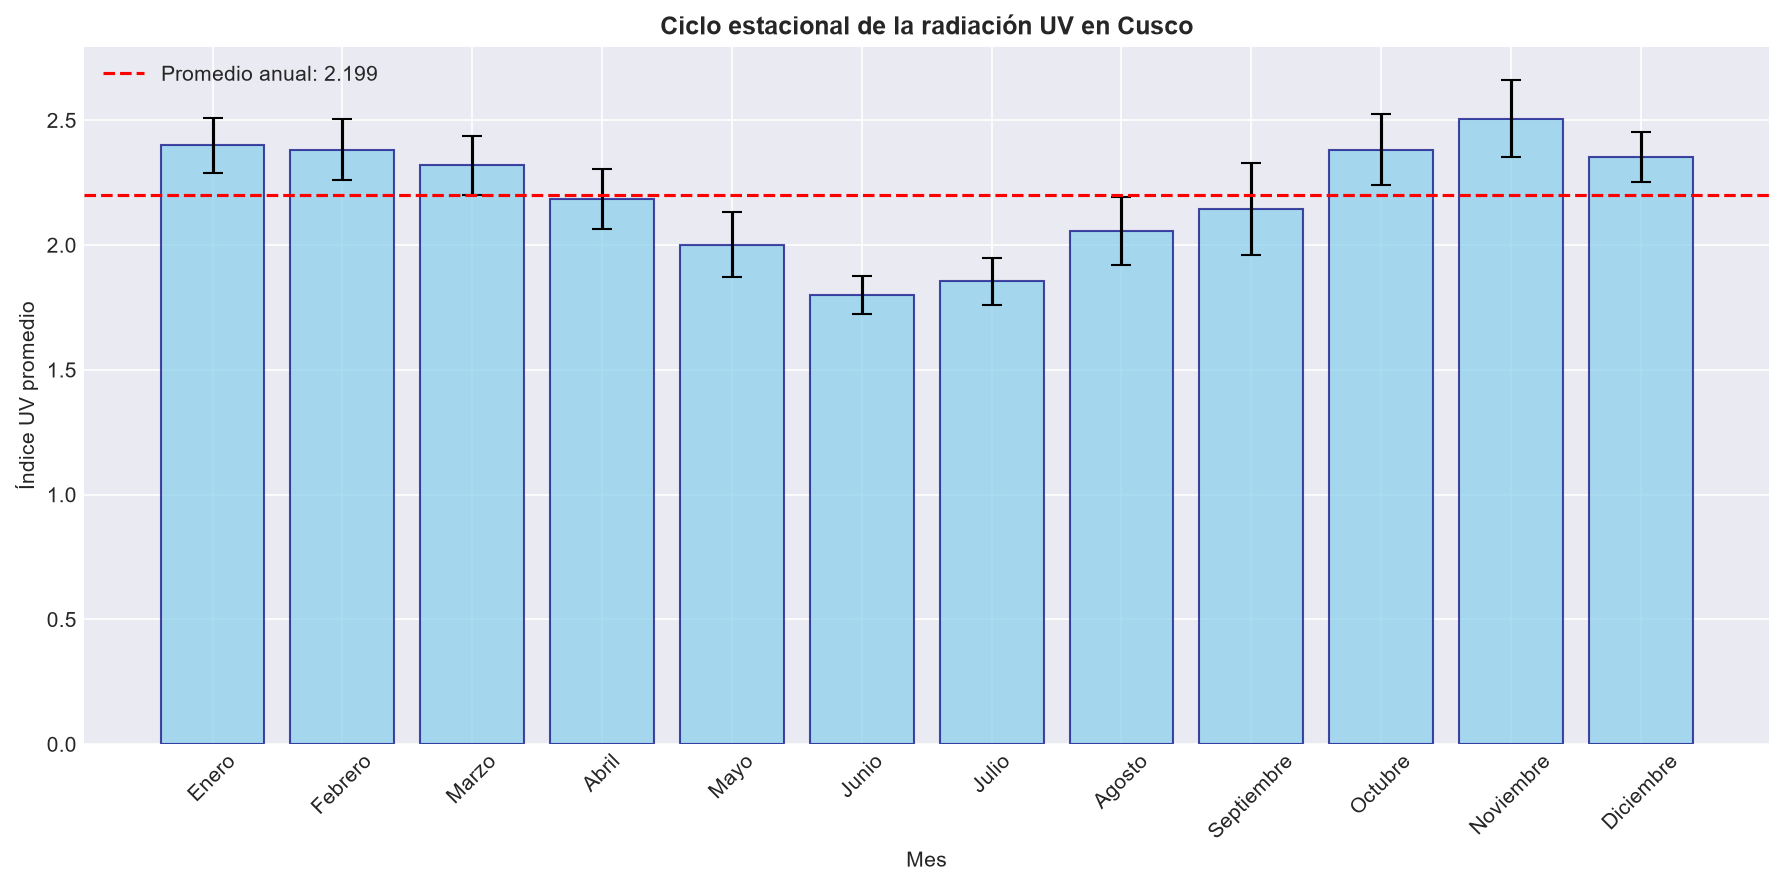 Ciclo estacional de la radiación UV en Cusco
Promedio anual: 2.199
2.5
2.0
1.5
1.0
0.5
0.0
Índice UV promedio
Enero
Febrero
Marzo
Abril
Mayo
Junio
Julio
Agosto
Septiembre
Octubre
Noviembre
Diciembre
Mes